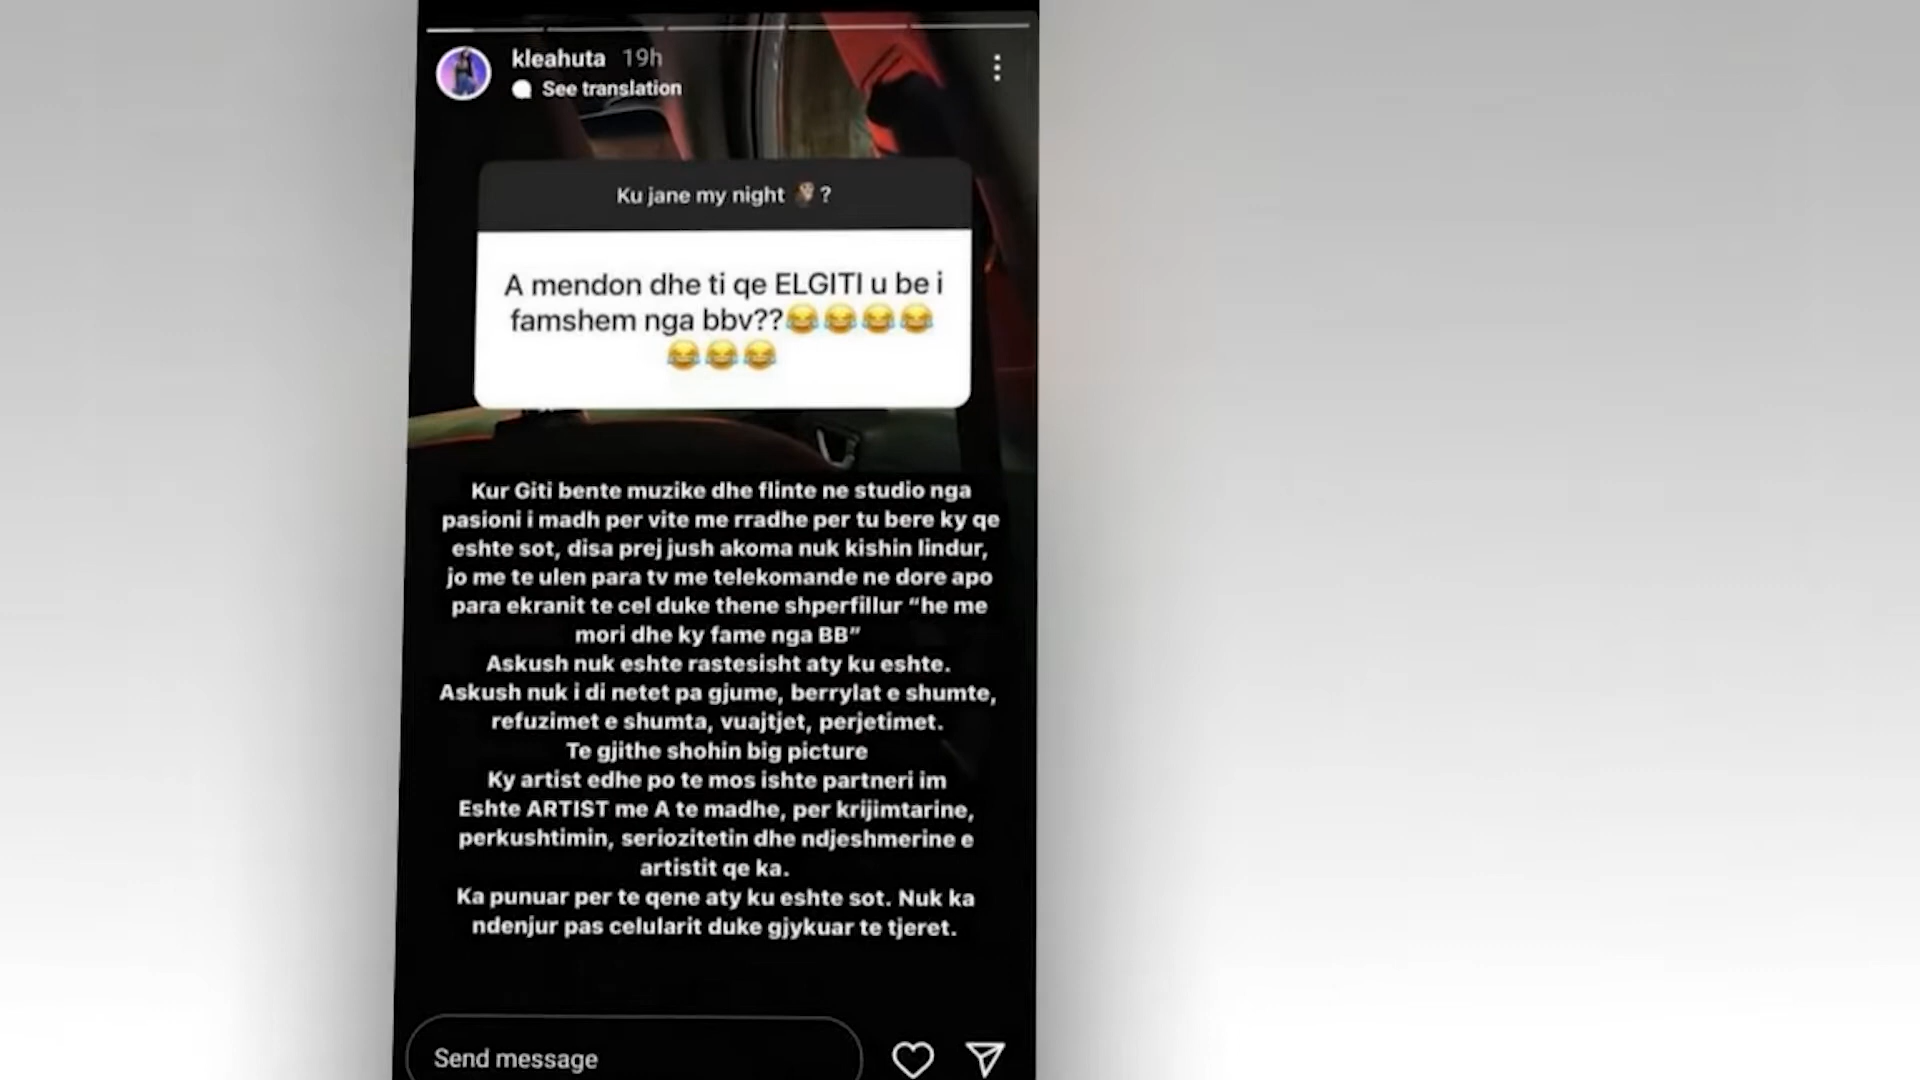 kleahuta 19h
See translation
Ku jane my night ?
A mendon dhe ti qe ELGITI u be i
famshem nga bbv??😂😂😂😂
😂😂😂
Kur Giti bente muzike dhe flinte ne studio nga
pasioni i madh per vite me rradhe per tu bere ky qe
eshte sot, disa prej jush akoma nuk kishin lindur,
jo me te ulen para tv me telekomande ne dore apo
para ekranit te cel duke thene shperfillur “he me
mori dhe ky fame nga BB”
Askush nuk eshte rastesisht aty ku eshte.
Askush nuk i di netet pa gjume, berrylat e shumte,
refuzimet e shumta, vuajtjet, perjetimet.
Te gjithe shohin big picture
Ky artist edhe po te mos ishte partneri im
Eshte ARTIST me A te madhe, per krijimtarine,
perkushtimin, seriozitetin dhe ndjeshmerine e
artistit qe ka.
Ka punuar per te qene aty ku eshte sot. Nuk ka
ndenjur pas celularit duke gjykuar te tjeret.
Send message